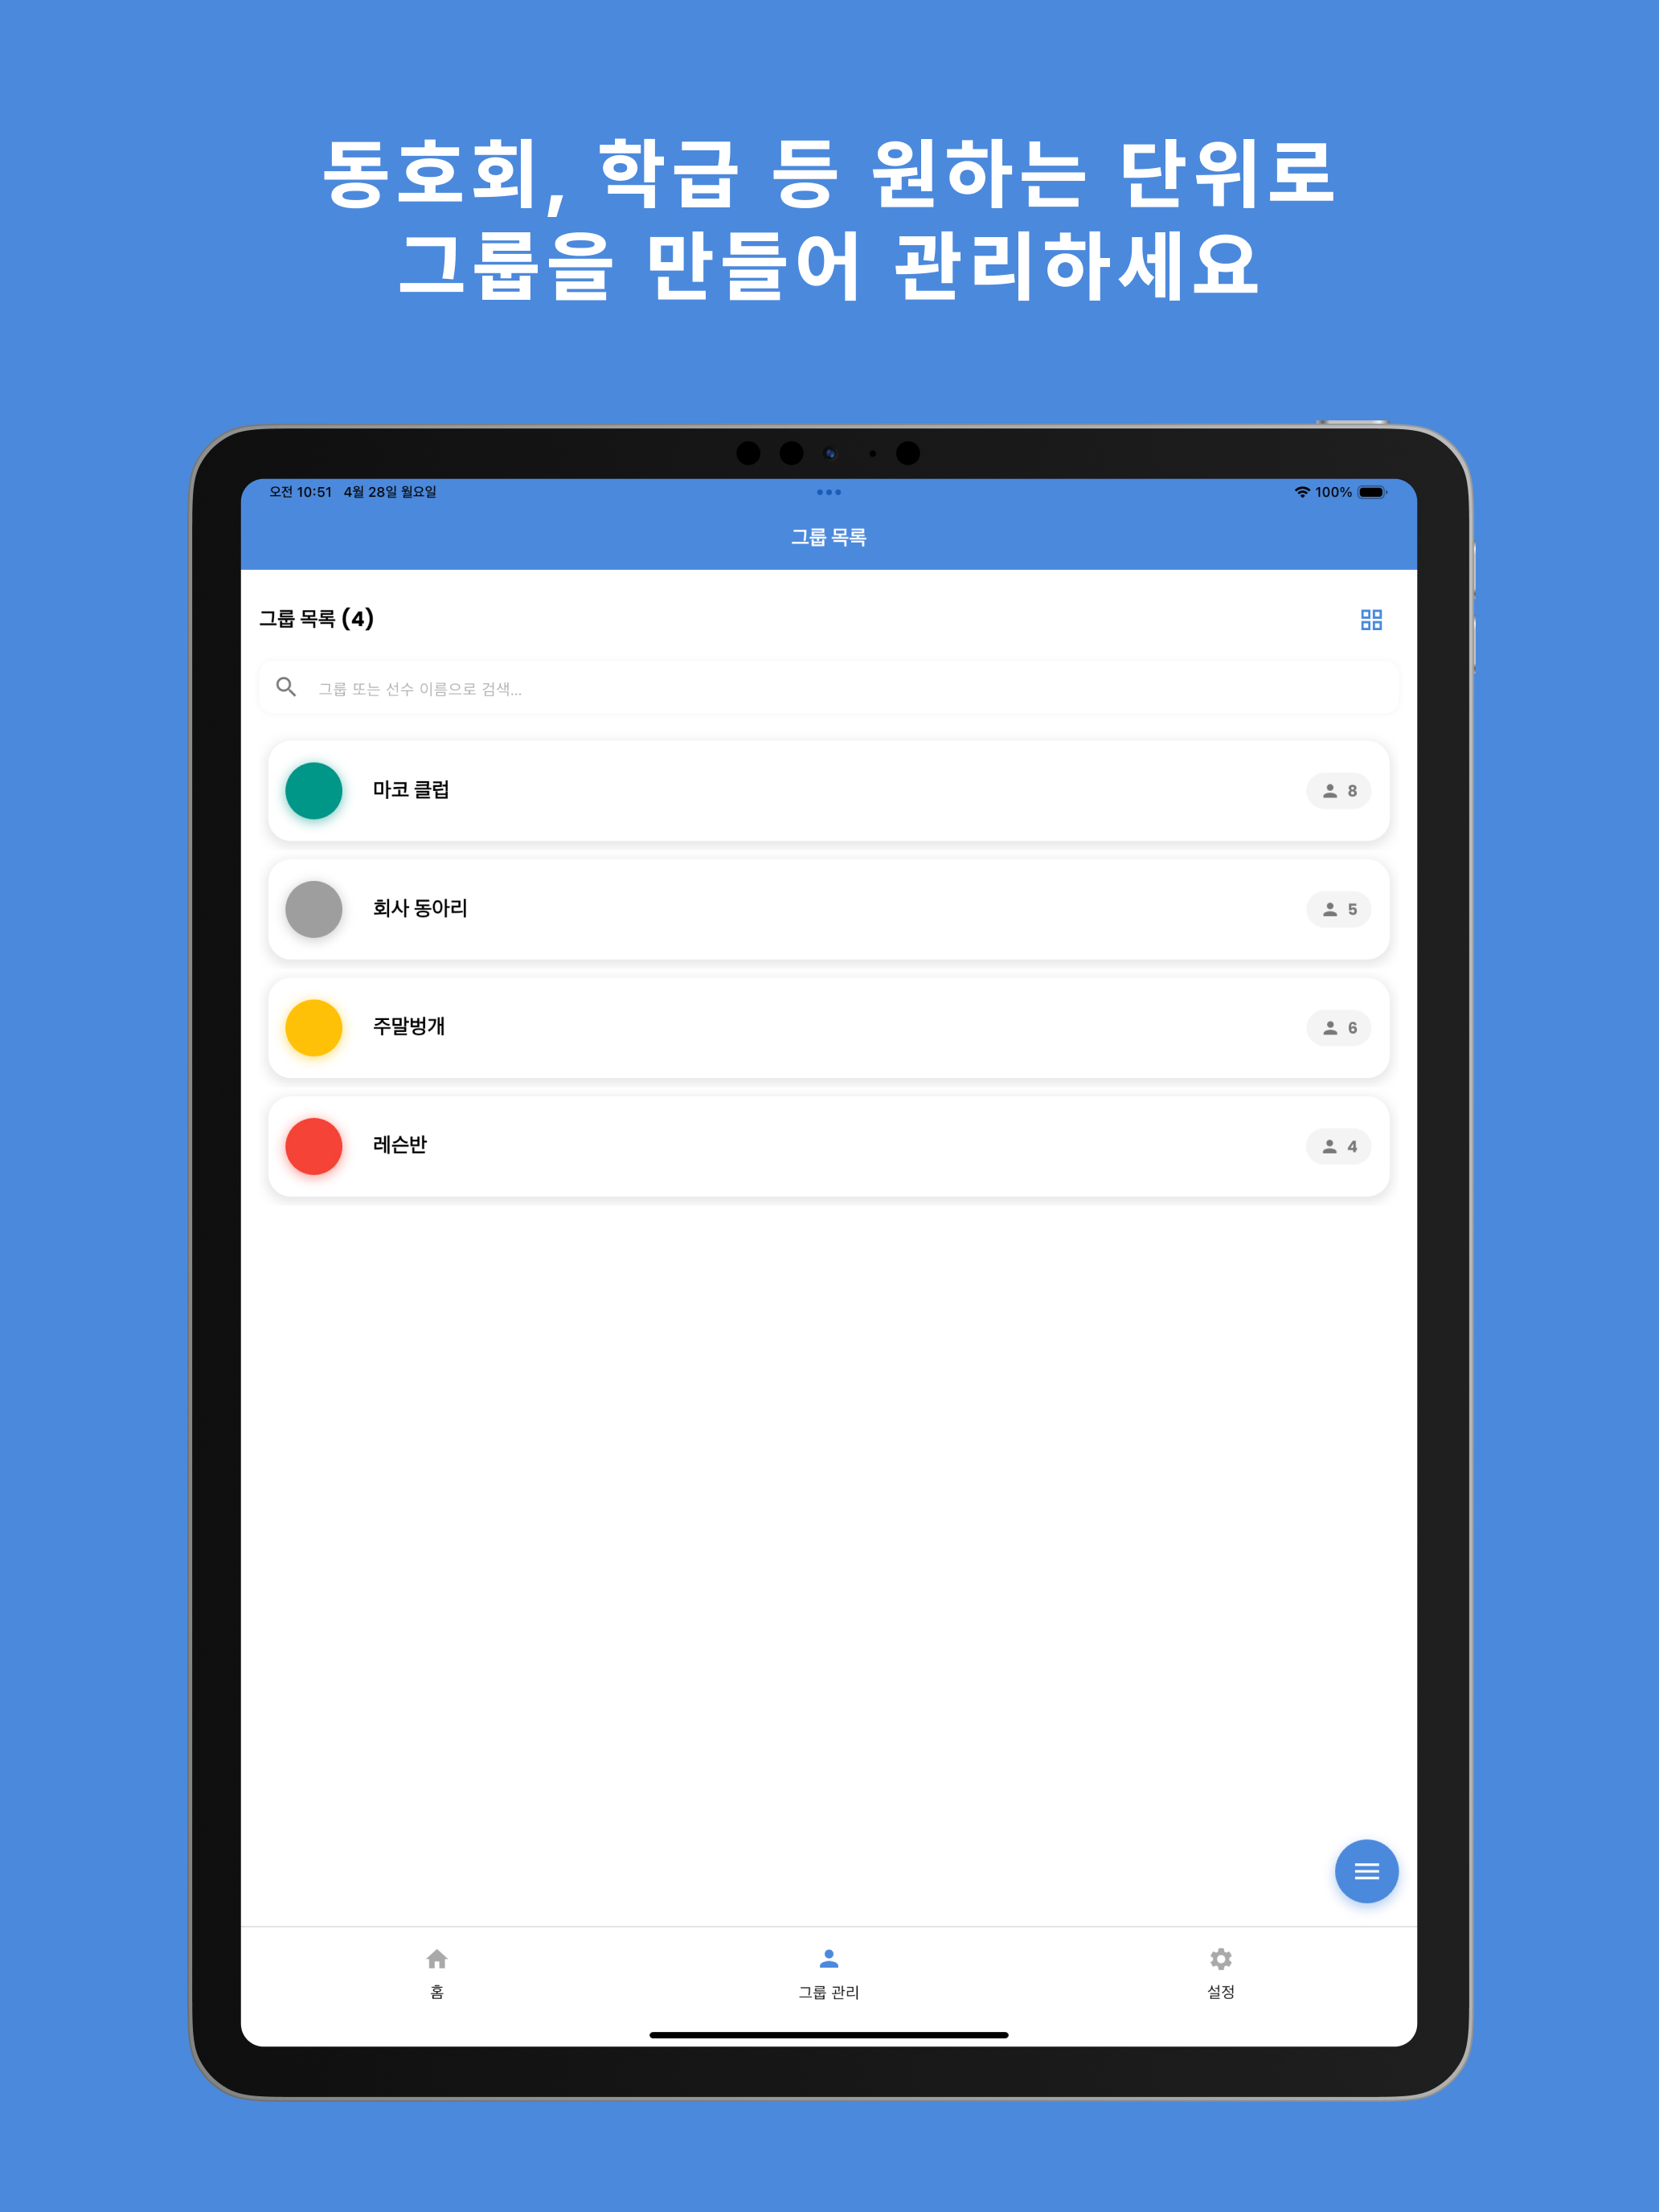 동호회, 학급 등 원하는 단위로
그룹을 만들어 관리하세요
오전 10:51 4월 28일 월요일
100%
그룹 목록
그룹 목록 (4)
그룹 또는 선수 이름으로 검색...
마코 클럽
8
회사 동아리
5
주말벙개
6
레슨반
4
홈
그룹 관리
설정